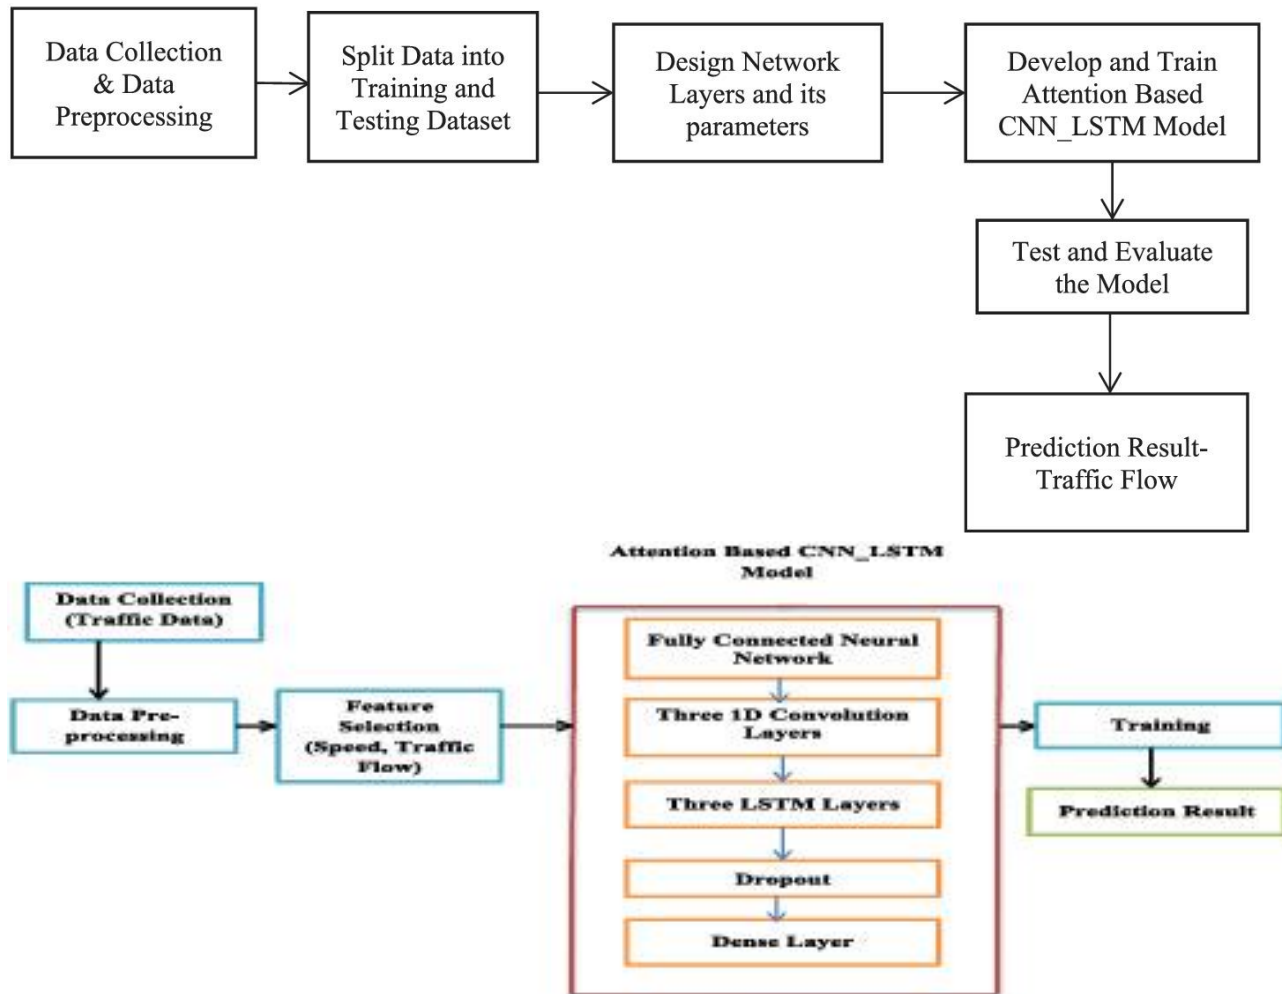 Data Collection
& Data
Preprocessing
Split Data into
Training and
Testing Dataset
Design Network
Layers and its
parameters
Develop and Train
Attention Based
CNN_LSTM Model
Test and Evaluate
the Model
Prediction Result-
Traffic Flow
Attention Based CNN_LSTM
Model
Data Collection
(Traffic Data)
Data Pre-
processing
Feature
Selection
(Speed, Traffic
Flow)
Fully Connected Neural
Network
Three 1D Convolution
Layers
Three LSTM Layers
Dropout
Dense Layer
Training
Prediction Result